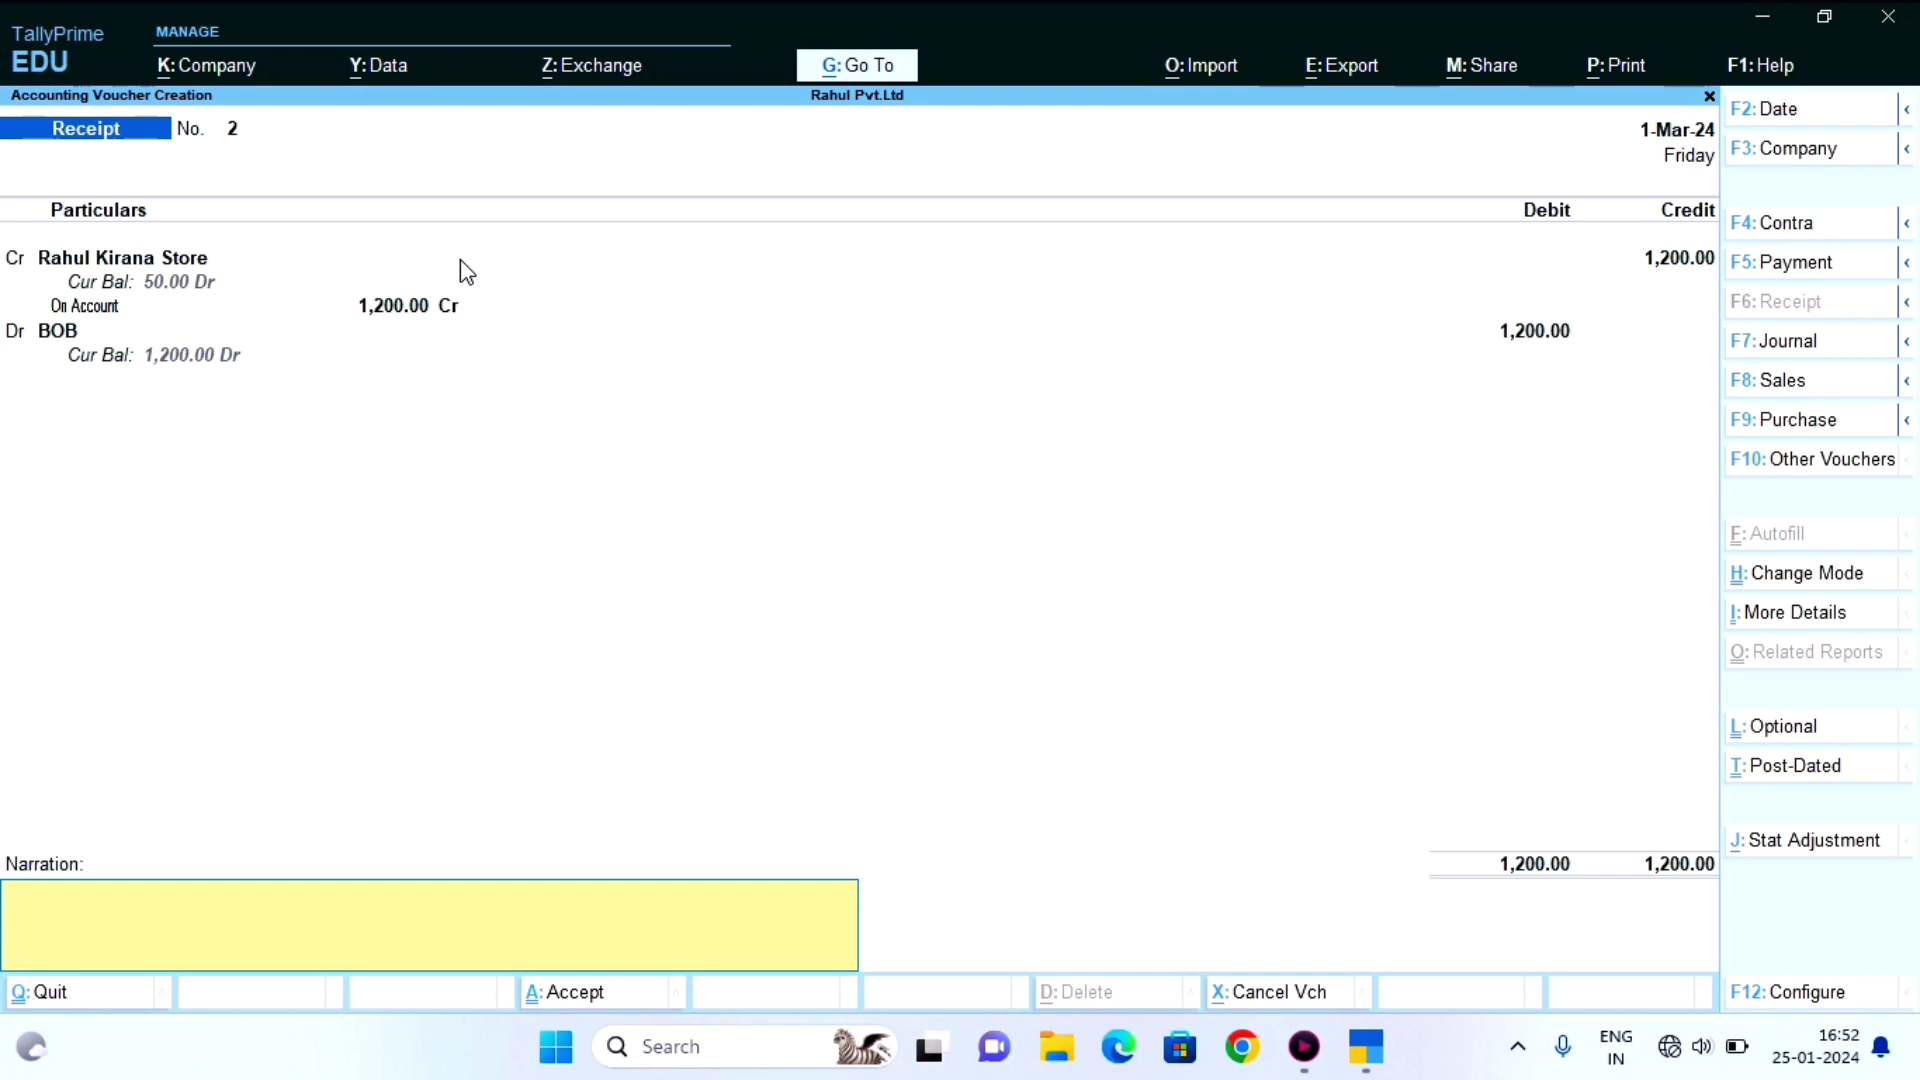 TallyPrime
EDU
MANAGE
K: Company
Y: Data
Z: Exchange
G: Go To
O: Import
E: Export
M: Share
P: Print
F1: Help
Accounting Voucher Creation
Rahul Pvt.Ltd
Receipt No. 2
1-Mar-24
Friday
Particulars
Debit
Credit
Cr Rahul Kirana Store 1,200.00
Cur Bal: 50.00 Dr
On Account 1,200.00 Cr
Dr BOB 1,200.00
Cur Bal: 1,200.00 Dr
Narration:
1,200.00 1,200.00
F2: Date
F3: Company
F4: Contra
F5: Payment
F6: Receipt
F7: Journal
F8: Sales
F9: Purchase
F10: Other Vouchers
F: Autofill
H: Change Mode
I: More Details
O: Related Reports
L: Optional
T: Post-Dated
J: Stat Adjustment
F12: Configure
Q: Quit
A: Accept
D: Delete
X: Cancel Vch
Search
ENG
IN
16:52
25-01-2024